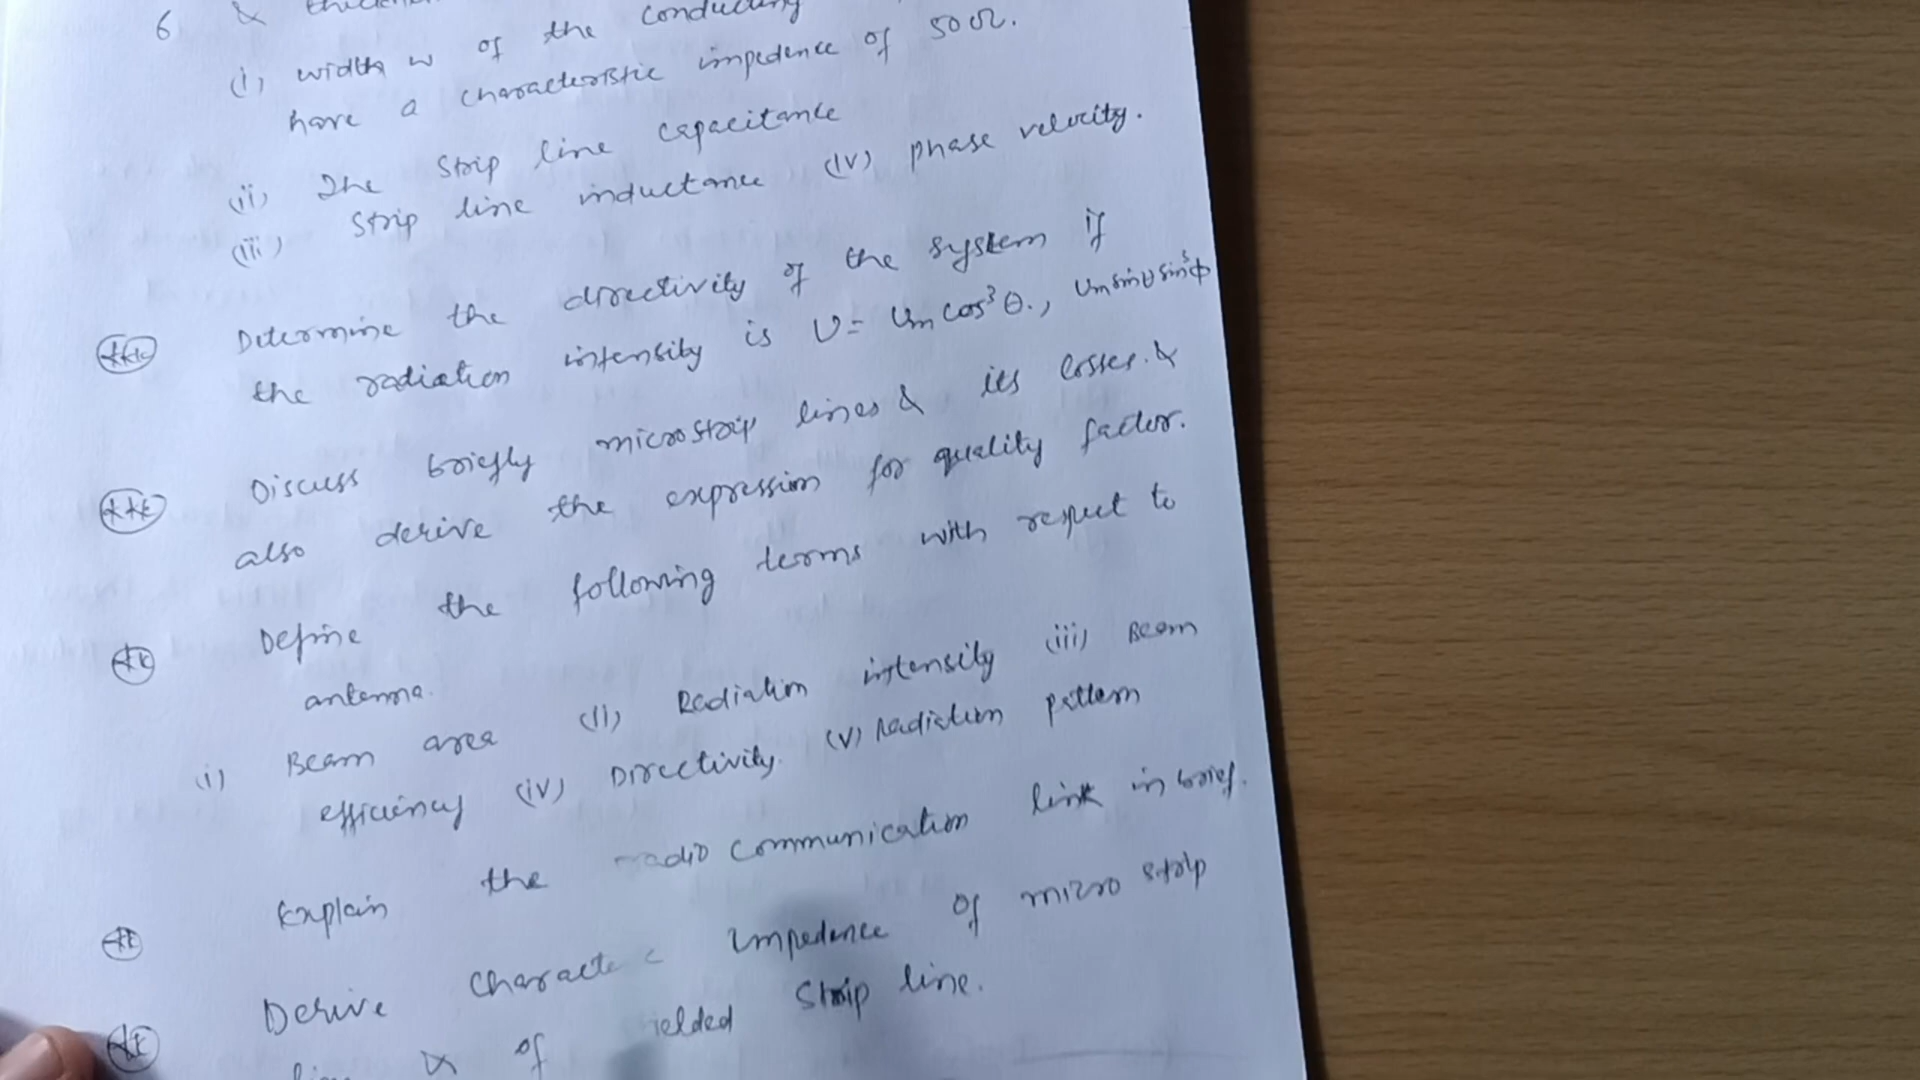 6 &
(i) width w of the conducting
have a characteristic impedence of 50Ω.
(ii) The strip line capacitance
(iii) strip line inductance (iv) phase velocity.
*** Determine the directivity of the system if
the radiation intensity is U = Um cos³θ., Um sinθ sin³φ
*** Discuss briefly microstrip lines & its losses. &
also derive the expression for quality factor.
** Define the following terms with respect to
antenna.
(i) Beam area (ii) Radiation intensity (iii) Beam
efficiency (iv) Directivity. (v) Radiation pattern
** Explain the radio communication link in brief.
** Derive impedence of micro strip
& of strip line.